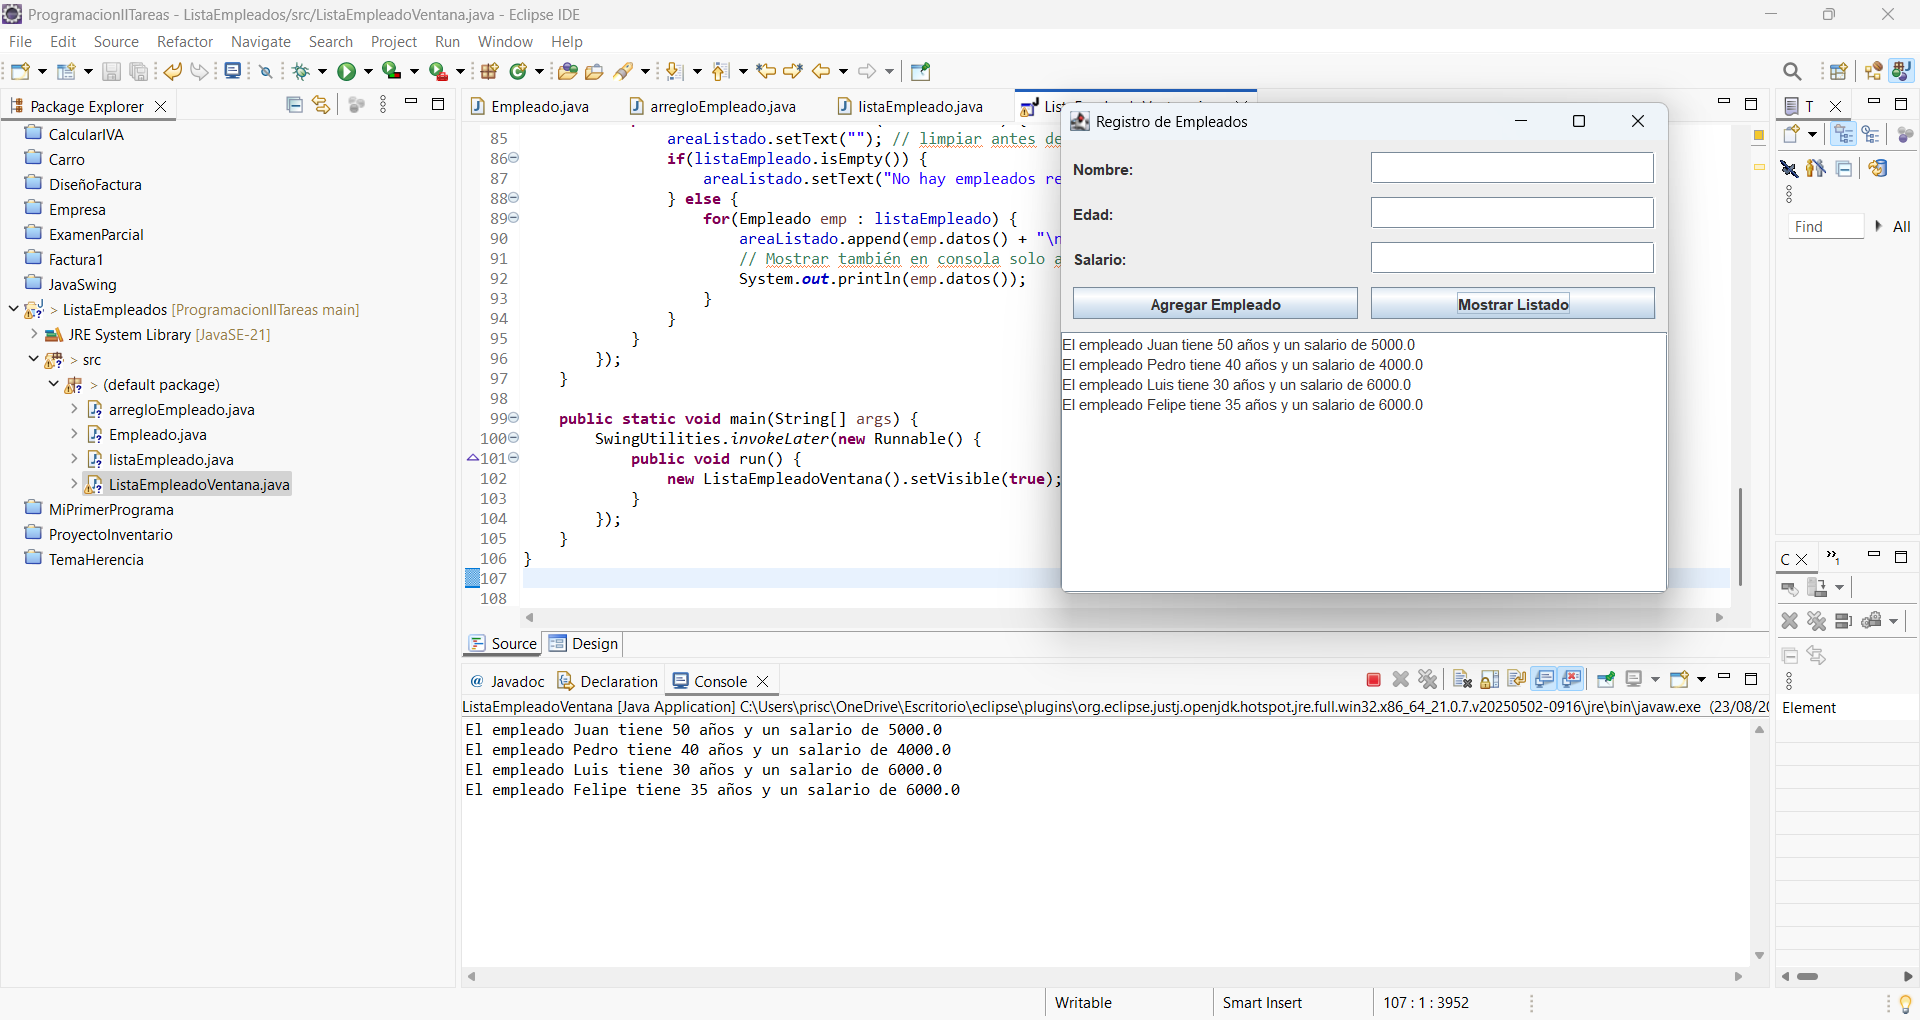 ProgramacionIITareas - ListaEmpleados/src/ListaEmpleadoVentana.java - Eclipse IDE
File Edit Source Refactor Navigate Search Project Run Window Help
Package Explorer
CalcularIVA
Carro
DiseñoFactura
Empresa
ExamenParcial
Factura1
JavaSwing
> ListaEmpleados [ProgramacionIITareas main]
JRE System Library [JavaSE-21]
> src
> (default package)
arregloEmpleado.java
Empleado.java
listaEmpleado.java
ListaEmpleadoVentana.java
MiPrimerPrograma
ProyectoInventario
TemaHerencia
Empleado.java arregloEmpleado.java listaEmpleado.java
85 areaListado.setText(""); // limpiar antes de
86 if(listaEmpleado.isEmpty()) {
87 areaListado.setText("No hay empleados re
88 } else {
89 for(Empleado emp : listaEmpleado) {
90 areaListado.append(emp.datos() + "\n
91 // Mostrar también en consola solo a
92 System.out.println(emp.datos());
93 }
94 }
95 }
96 });
97 }
98
99 public static void main(String[] args) {
100 SwingUtilities.invokeLater(new Runnable() {
101 public void run() {
102 new ListaEmpleadoVentana().setVisible(true);
103 }
104 });
105 }
106 }
107
108
Source Design
Registro de Empleados
Nombre:
Edad:
Salario:
Agregar Empleado Mostrar Listado
El empleado Juan tiene 50 años y un salario de 5000.0
El empleado Pedro tiene 40 años y un salario de 4000.0
El empleado Luis tiene 30 años y un salario de 6000.0
El empleado Felipe tiene 35 años y un salario de 6000.0
@ Javadoc Declaration Console
ListaEmpleadoVentana [Java Application] C:\Users\prisc\OneDrive\Escritorio\eclipse\plugins\org.eclipse.justj.openjdk.hotspot.jre.full.win32.x86_64_21.0.7.v20250502-0916\jre\bin\javaw.exe (23/08/20
El empleado Juan tiene 50 años y un salario de 5000.0
El empleado Pedro tiene 40 años y un salario de 4000.0
El empleado Luis tiene 30 años y un salario de 6000.0
El empleado Felipe tiene 35 años y un salario de 6000.0
T
Find All
C »1
Element
Writable Smart Insert 107 : 1 : 3952